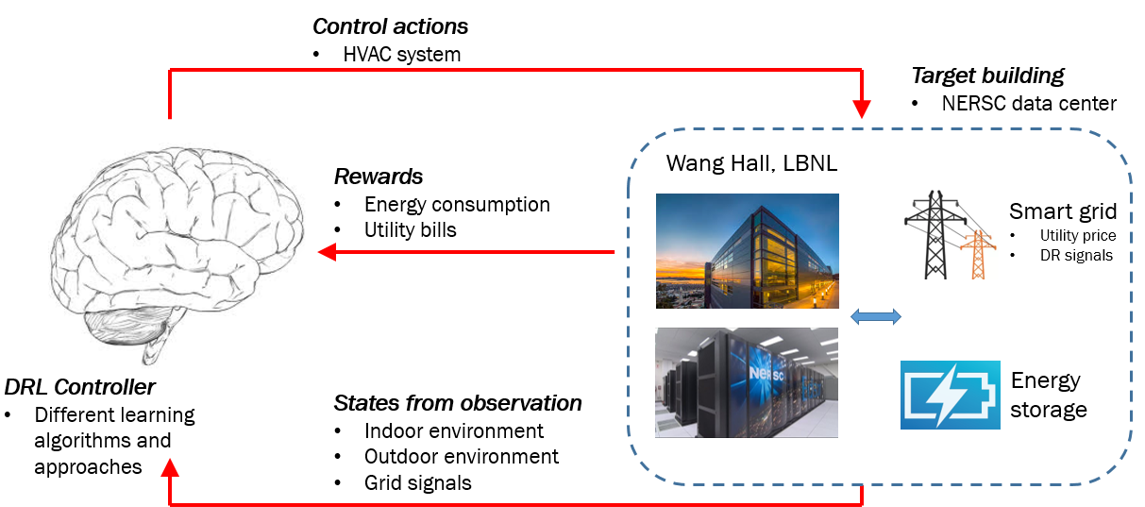 Control actions
• HVAC system
Target building
• NERSC data center
Wang Hall, LBNL
Rewards
• Energy consumption
• Utility bills
Smart grid
• Utility price
• DR signals
NERSC
Energy
storage
DRL Controller
• Different learning
algorithms and
approaches
States from observation
• Indoor environment
• Outdoor environment
• Grid signals